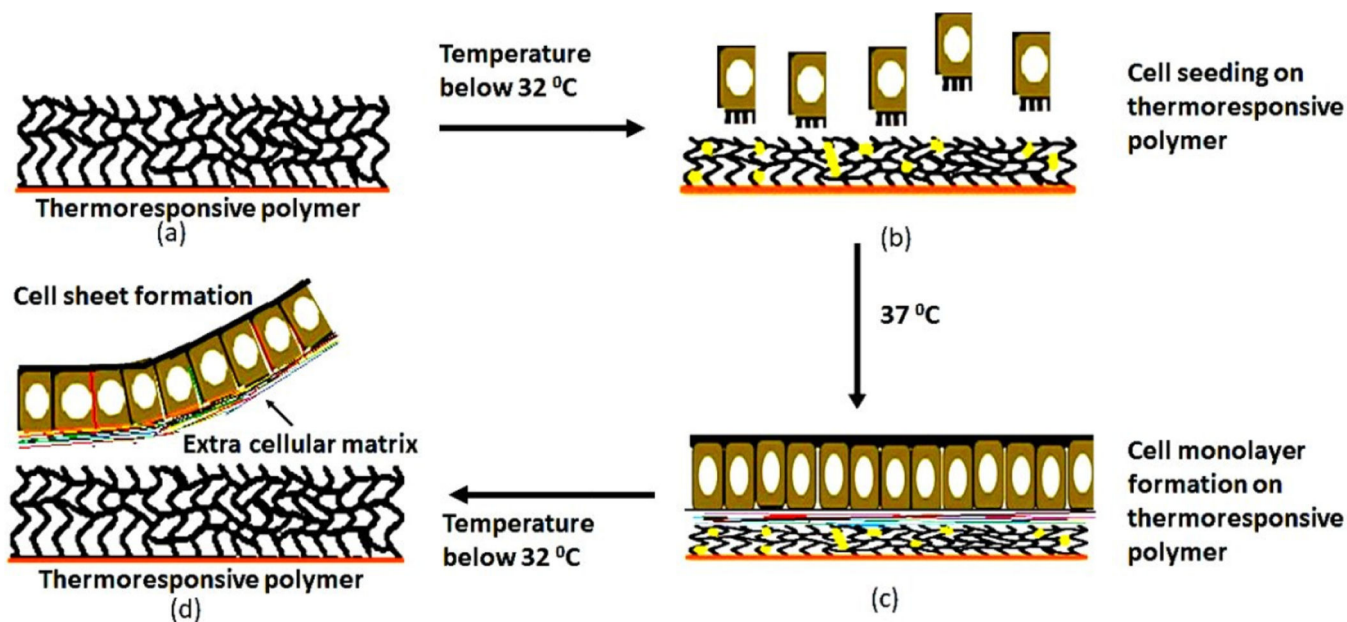 Temperature
below 32 ⁰C
Cell seeding on
thermoresponsive
polymer
Thermoresponsive polymer
(a)
(b)
37 ⁰C
Cell sheet formation
Extra cellular matrix
Cell monolayer
formation on
thermoresponsive
polymer
(c)
Temperature
below 32 ⁰C
Thermoresponsive polymer
(d)